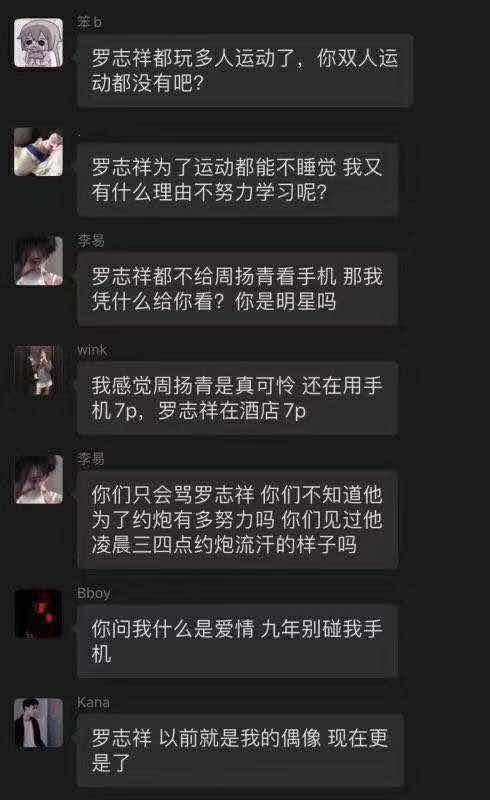 笨b
罗志祥都玩多人运动了，你双人运
动都没有吧？
.
罗志祥为了运动都能不睡觉 我又
有什么理由不努力学习呢？
李易
罗志祥都不给周扬青看手机 那我
凭什么给你看？你是明星吗
wink
我感觉周扬青是真可怜 还在用手
机7p，罗志祥在酒店7p
李易
你们只会骂罗志祥 你们不知道他
为了约炮有多努力吗 你们见过他
凌晨三四点约炮流汗的样子吗
Bboy
你问我什么是爱情 九年别碰我手
机
Kana
罗志祥 以前就是我的偶像 现在更
是了